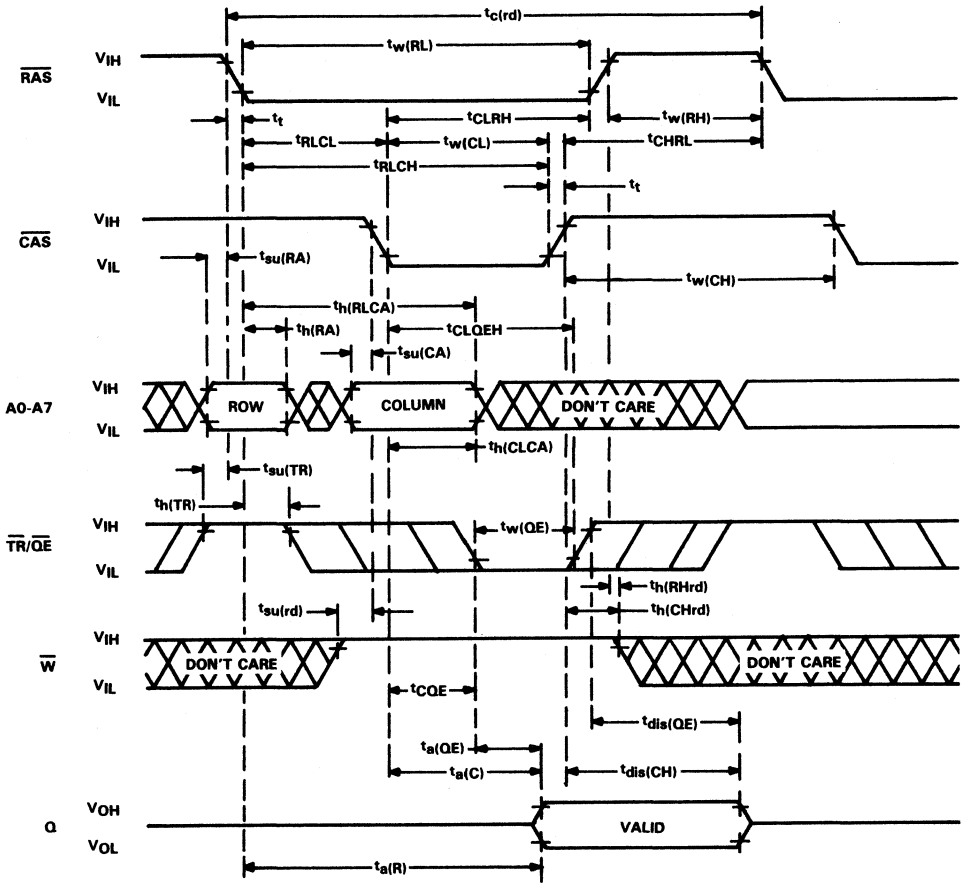 tc(rd)
tw(RL)
VIH
RAS
VIL
tt
tCLRH
tw(RH)
tRLCL
tw(CL)
tCHRL
tRLCH
tt
VIH
CAS
VIL
tsu(RA)
tw(CH)
th(RLCA)
th(RA)
tCLQEH
tsu(CA)
VIH
A0-A7
ROW
COLUMN
DON'T CARE
VIL
th(CLCA)
tsu(TR)
th(TR)
VIH
tw(QE)
TR/QE
VIL
tsu(rd)
th(RHrd)
th(CHrd)
VIH
W
DON'T CARE
DON'T CARE
VIL
tCQE
tdis(QE)
ta(QE)
ta(C)
tdis(CH)
VOH
Q
VALID
VOL
ta(R)